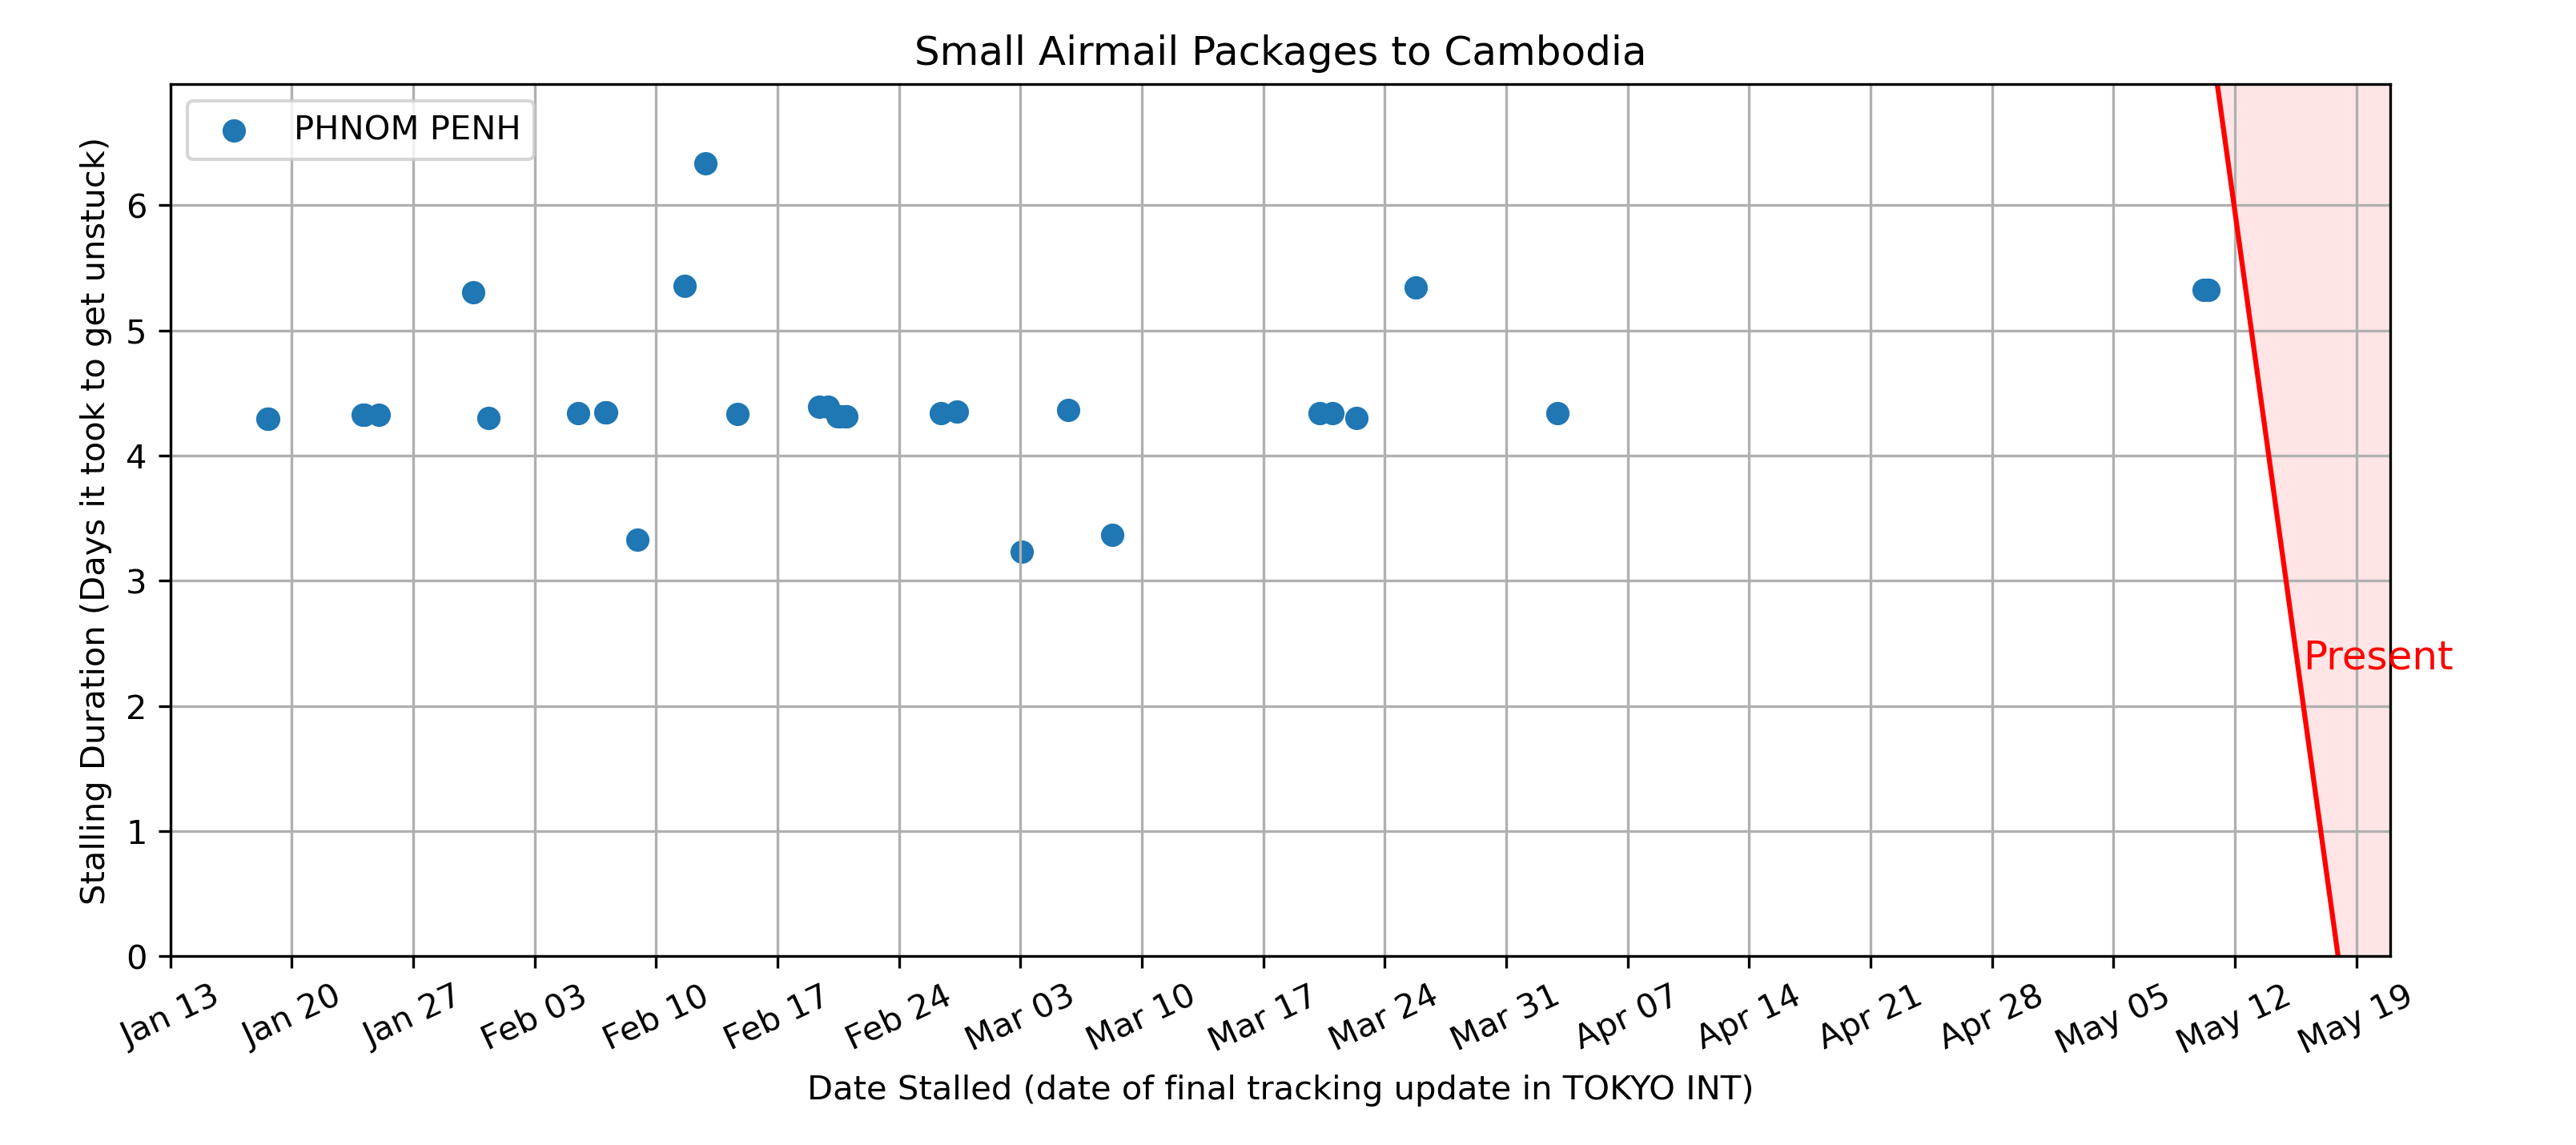 Small Airmail Packages to Cambodia
PHNOM PENH
Stalling Duration (Days it took to get unstuck)
6
5
4
3
2
1
0
Present
Jan 13
Jan 20
Jan 27
Feb 03
Feb 10
Feb 17
Feb 24
Mar 03
Mar 10
Mar 17
Mar 24
Mar 31
Apr 07
Apr 14
Apr 21
Apr 28
May 05
May 12
May 19
Date Stalled (date of final tracking update in TOKYO INT)